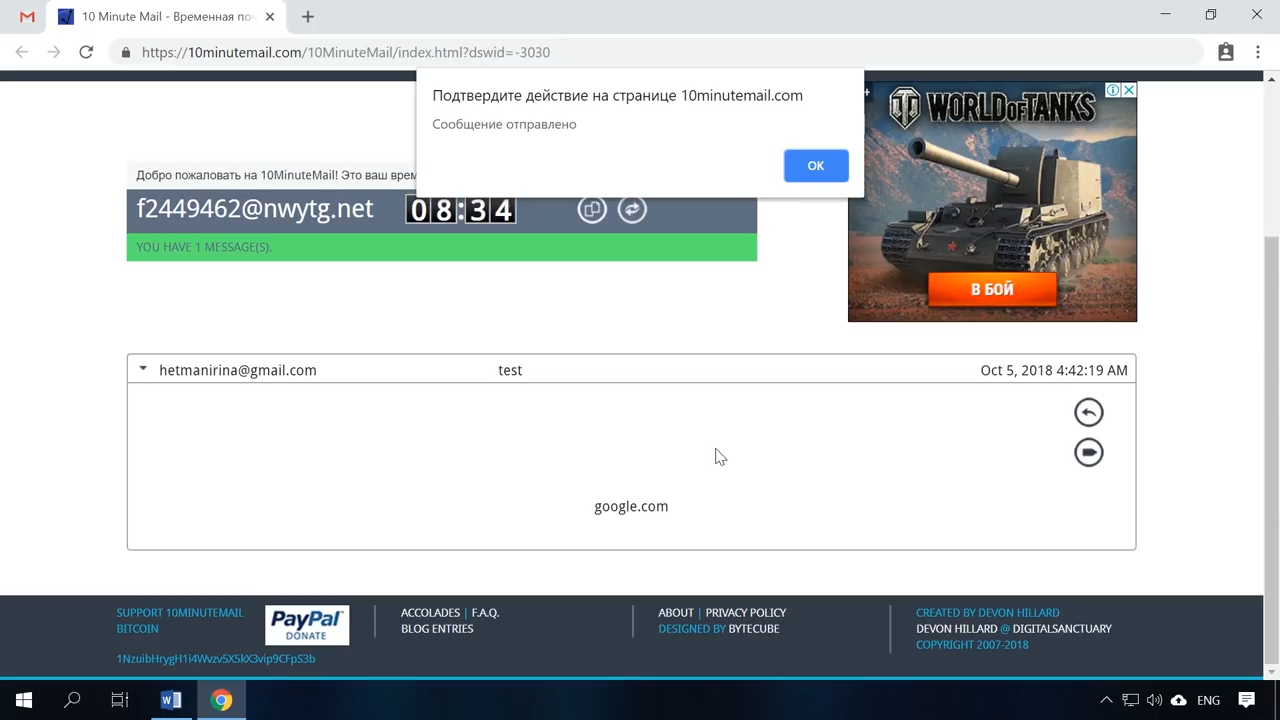 10 Minute Mail - Временная поч
https://10minutemail.com/10MinuteMail/index.html?dswid=-3030
Подтвердите действие на странице 10minutemail.com
Сообщение отправлено
OK
WORLD OF TANKS
В БОЙ
Добро пожаловать на 10MinuteMail! Это ваш врем
f2449462@nwytg.net 08:34
YOU HAVE 1 MESSAGE(S).
hetmanirina@gmail.com test Oct 5, 2018 4:42:19 AM
google.com
SUPPORT 10MINUTEMAIL
BITCOIN
1NzuibHrygH1i4Wvzv5X5kX3vip9CFpS3b
PayPal
DONATE
ACCOLADES | F.A.Q.
BLOG ENTRIES
ABOUT | PRIVACY POLICY
DESIGNED BY BYTECUBE
CREATED BY DEVON HILLARD
DEVON HILLARD @ DIGITALSANCTUARY
COPYRIGHT 2007-2018
ENG